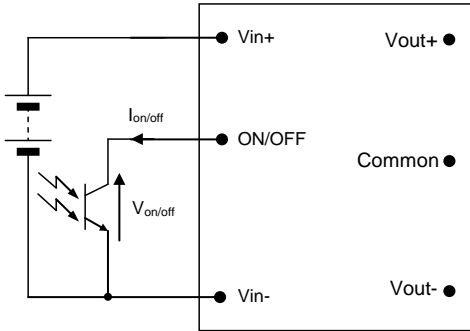 Vin+
Vout+
Ion/off
ON/OFF
Common
Von/off
Vin-
Vout-